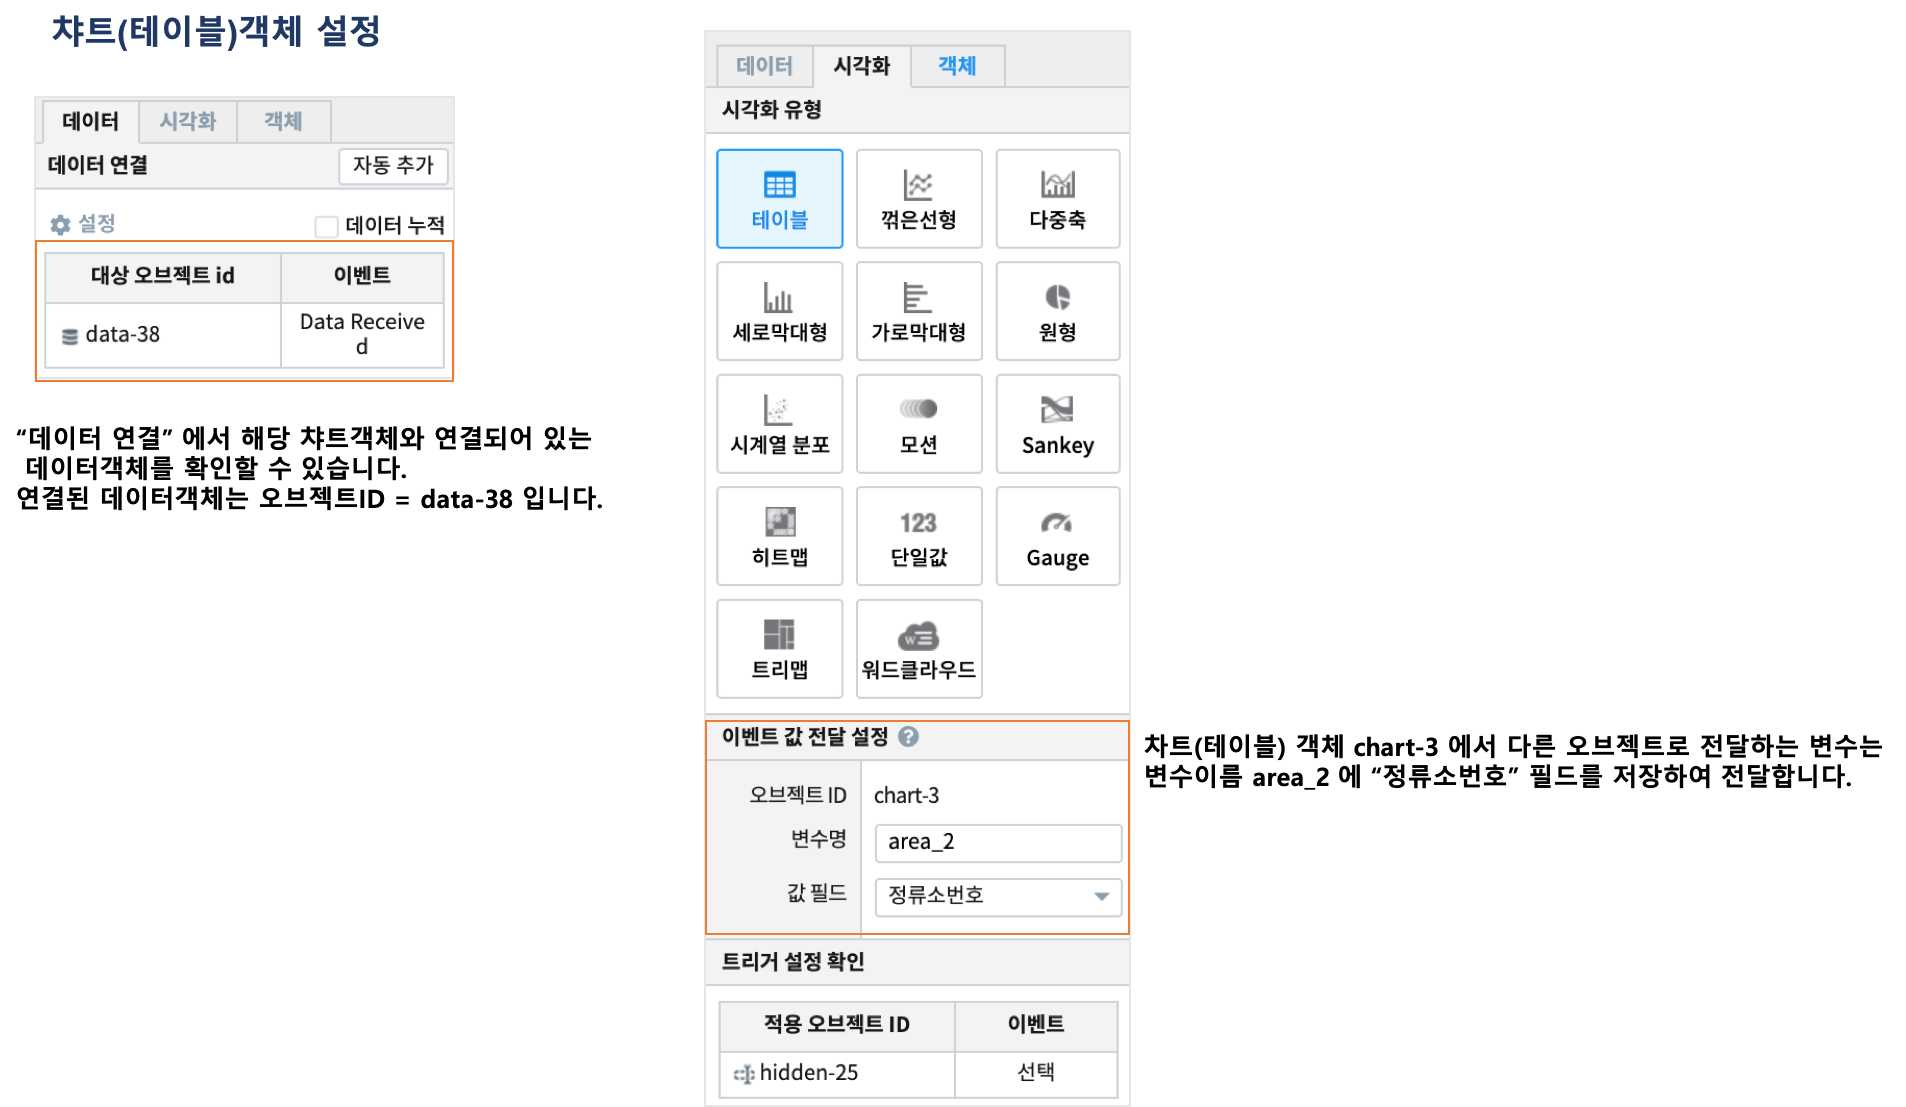 챠트(테이블)객체 설정
데이터 시각화 객체
데이터 연결 자동 추가
설정 데이터 누적
대상 오브젝트 id 이벤트
data-38 Data Receive
d
“데이터 연결” 에서 해당 챠트객체와 연결되어 있는
데이터객체를 확인할 수 있습니다.
연결된 데이터객체는 오브젝트ID = data-38 입니다.
데이터 시각화 객체
시각화 유형
테이블 꺾은선형 다중축
세로막대형 가로막대형 원형
시계열 분포 모션 Sankey
123
히트맵 단일값 Gauge
W
트리맵 워드클라우드
이벤트 값 전달 설정 ?
오브젝트 ID chart-3
변수명 area_2
값 필드 정류소번호
트리거 설정 확인
적용 오브젝트 ID 이벤트
hidden-25 선택
차트(테이블) 객체 chart-3 에서 다른 오브젝트로 전달하는 변수는
변수이름 area_2 에 “정류소번호” 필드를 저장하여 전달합니다.